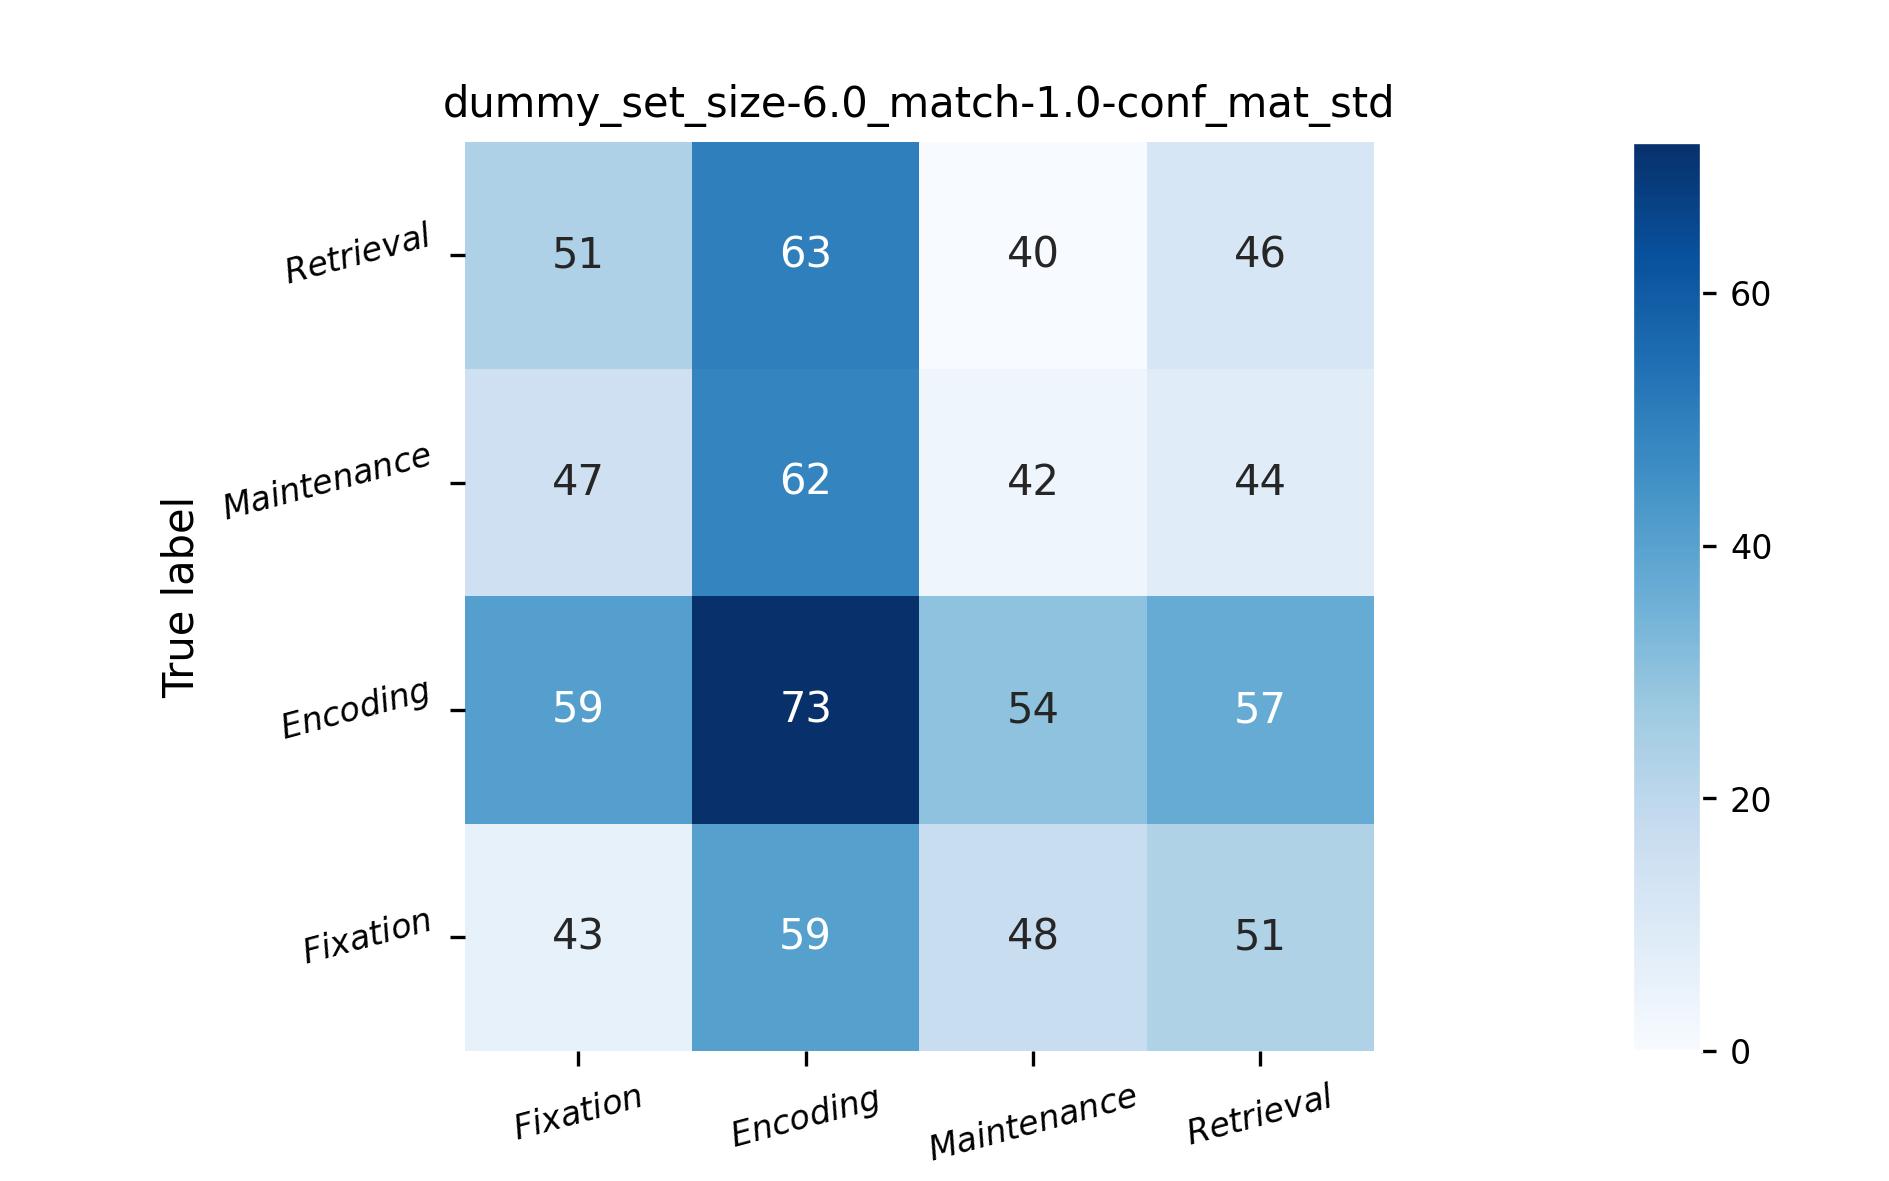 dummy_set_size-6.0_match-1.0-conf_mat_std
True label
Retrieval 51 63 40 46
Maintenance 47 62 42 44
Encoding 59 73 54 57
Fixation 43 59 48 51
Fixation Encoding Maintenance Retrieval
60
40
20
0